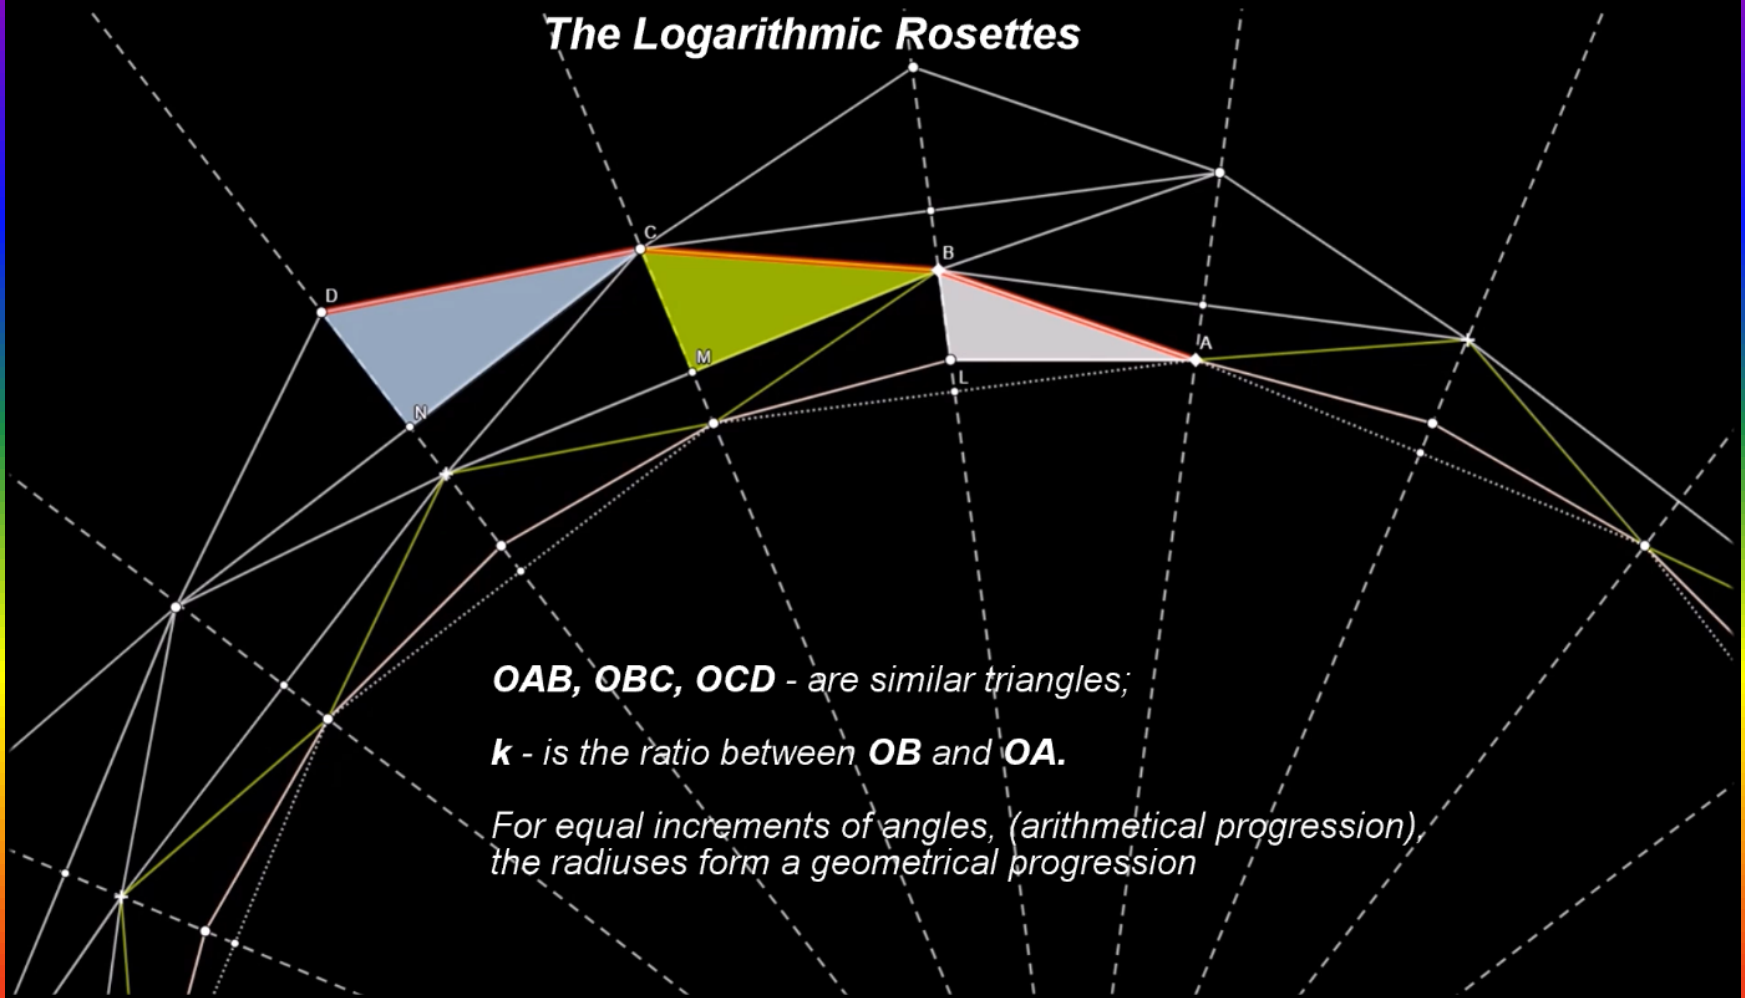 The Logarithmic Rosettes
C
B
D
A
M
L
N
OAB, OBC, OCD - are similar triangles;
k - is the ratio between OB and OA.
For equal increments of angles, (arithmetical progression),
the radiuses form a geometrical progression